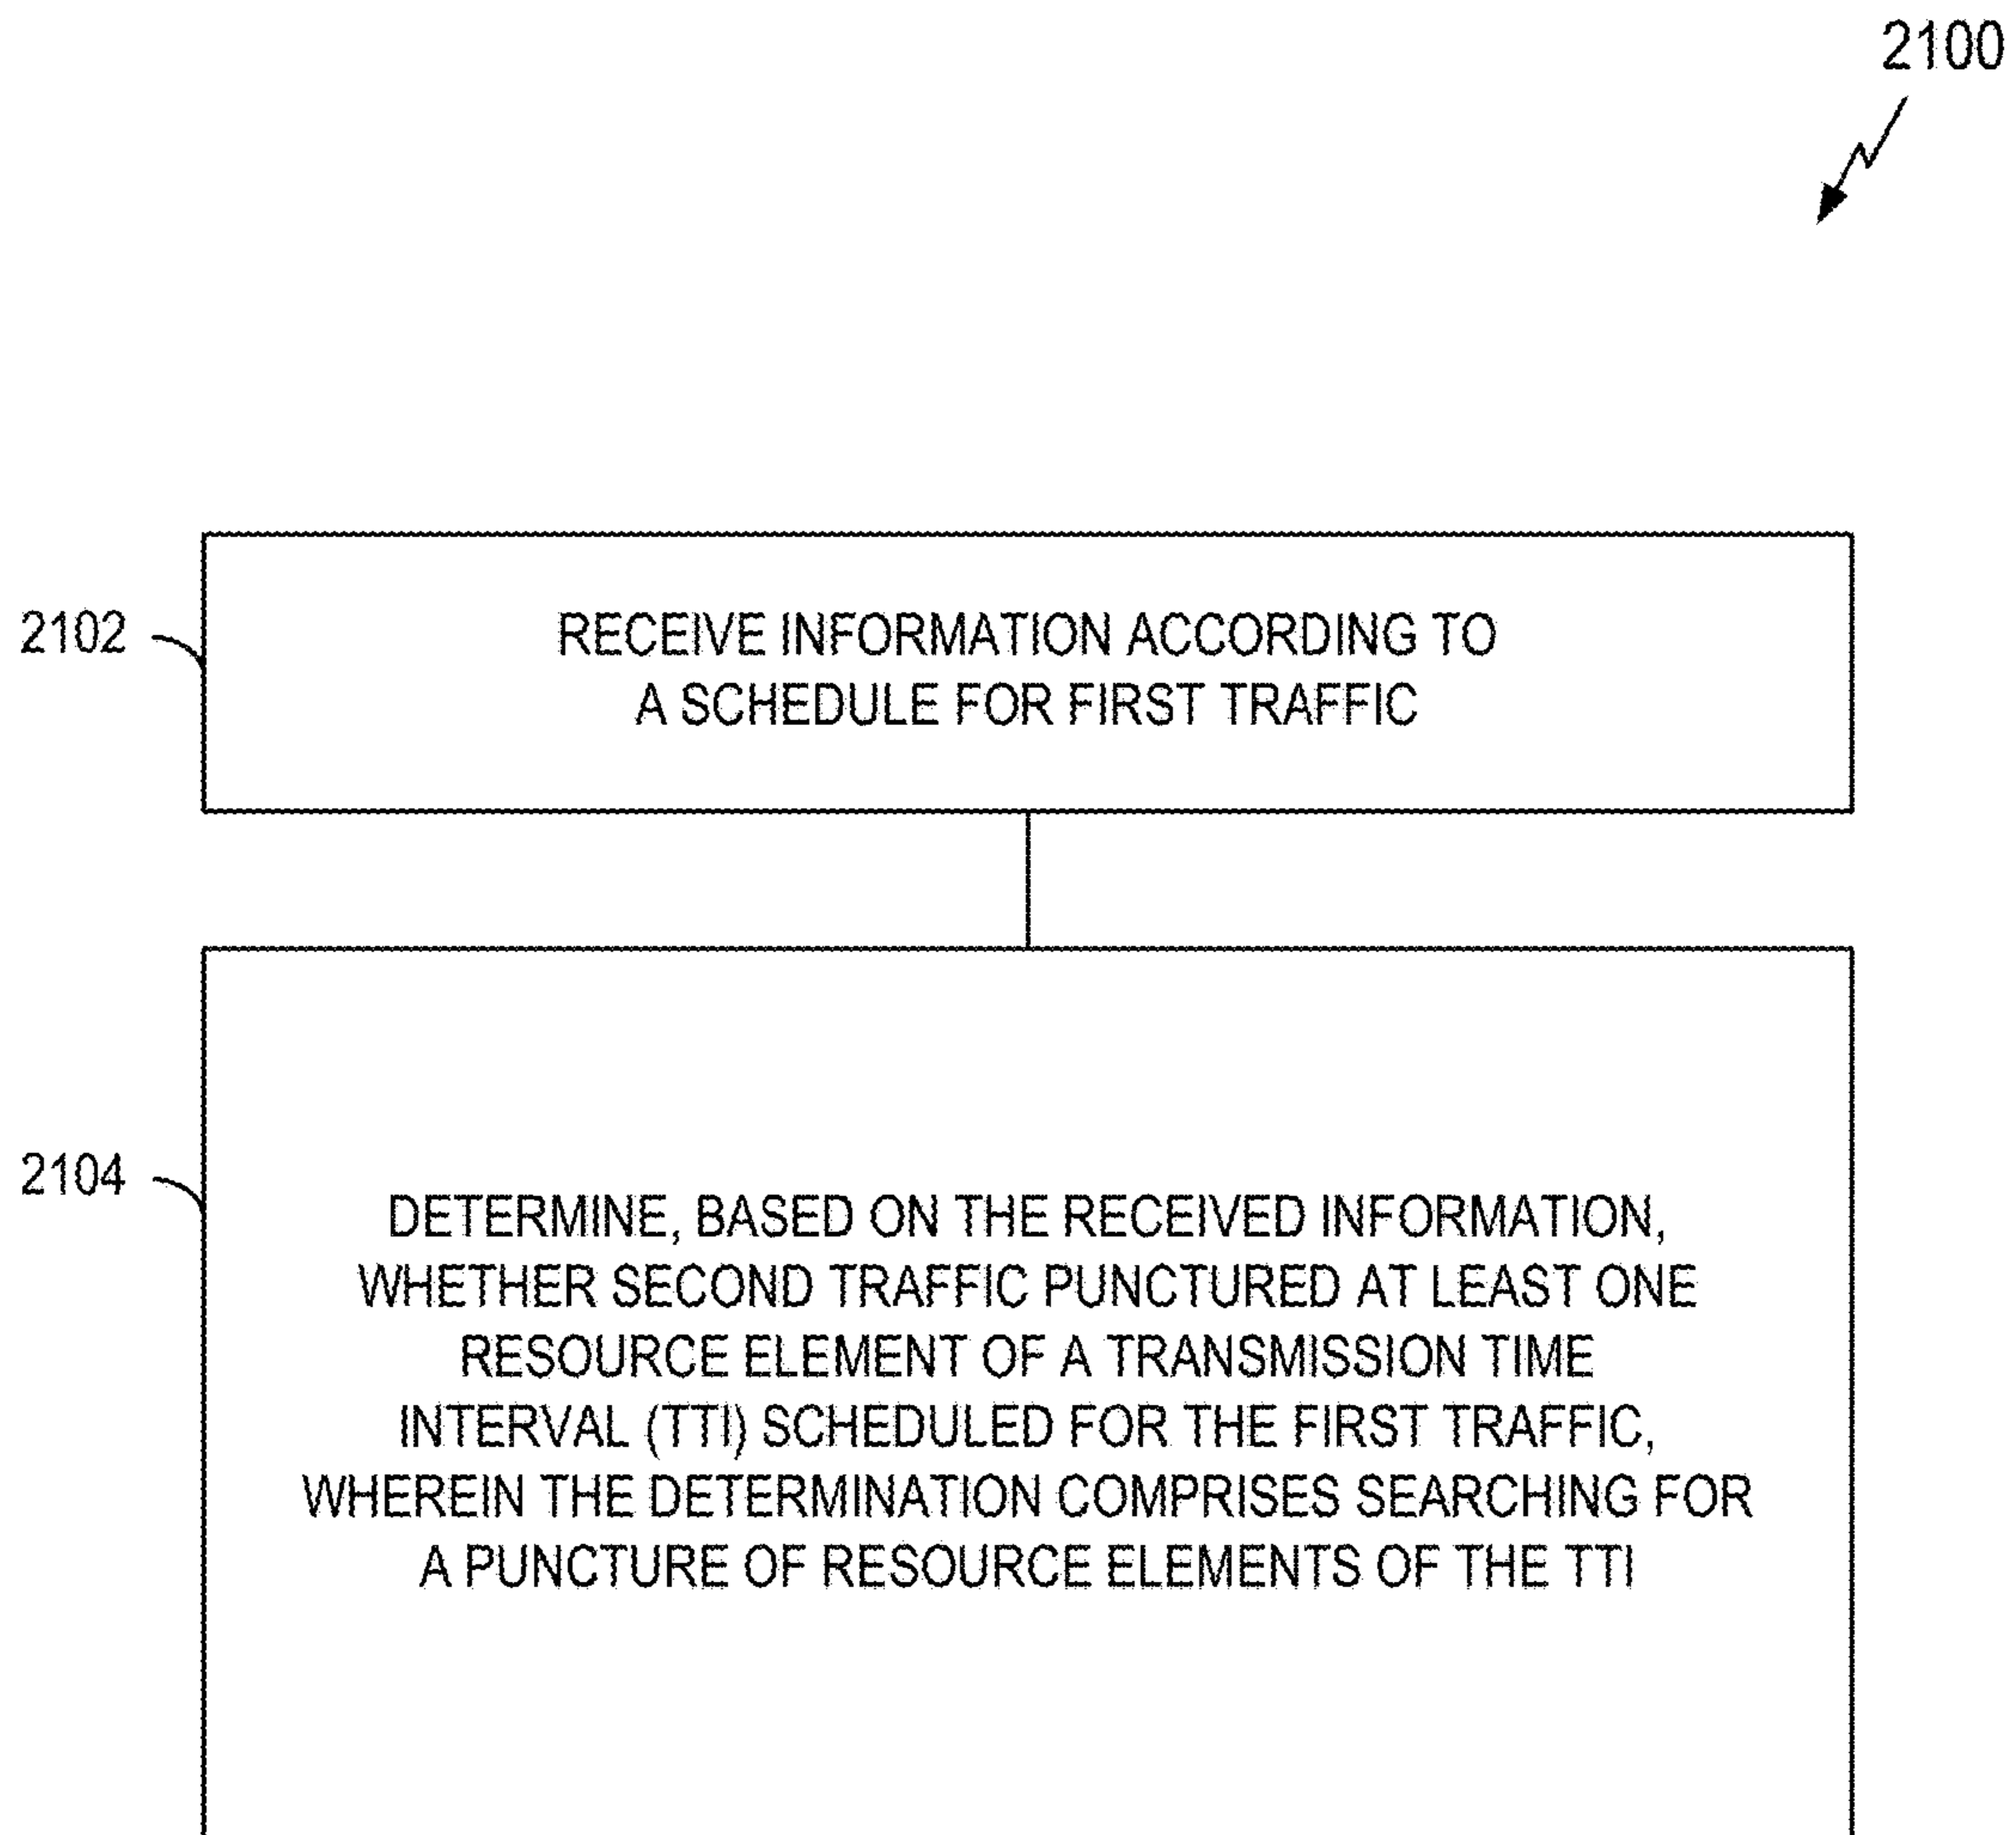 2100
2102
RECEIVE INFORMATION ACCORDING TO
A SCHEDULE FOR FIRST TRAFFIC
2104
DETERMINE, BASED ON THE RECEIVED INFORMATION,
WHETHER SECOND TRAFFIC PUNCTURED AT LEAST ONE
RESOURCE ELEMENT OF A TRANSMISSION TIME
INTERVAL (TTI) SCHEDULED FOR THE FIRST TRAFFIC,
WHEREIN THE DETERMINATION COMPRISES SEARCHING FOR
A PUNCTURE OF RESOURCE ELEMENTS OF THE TTI